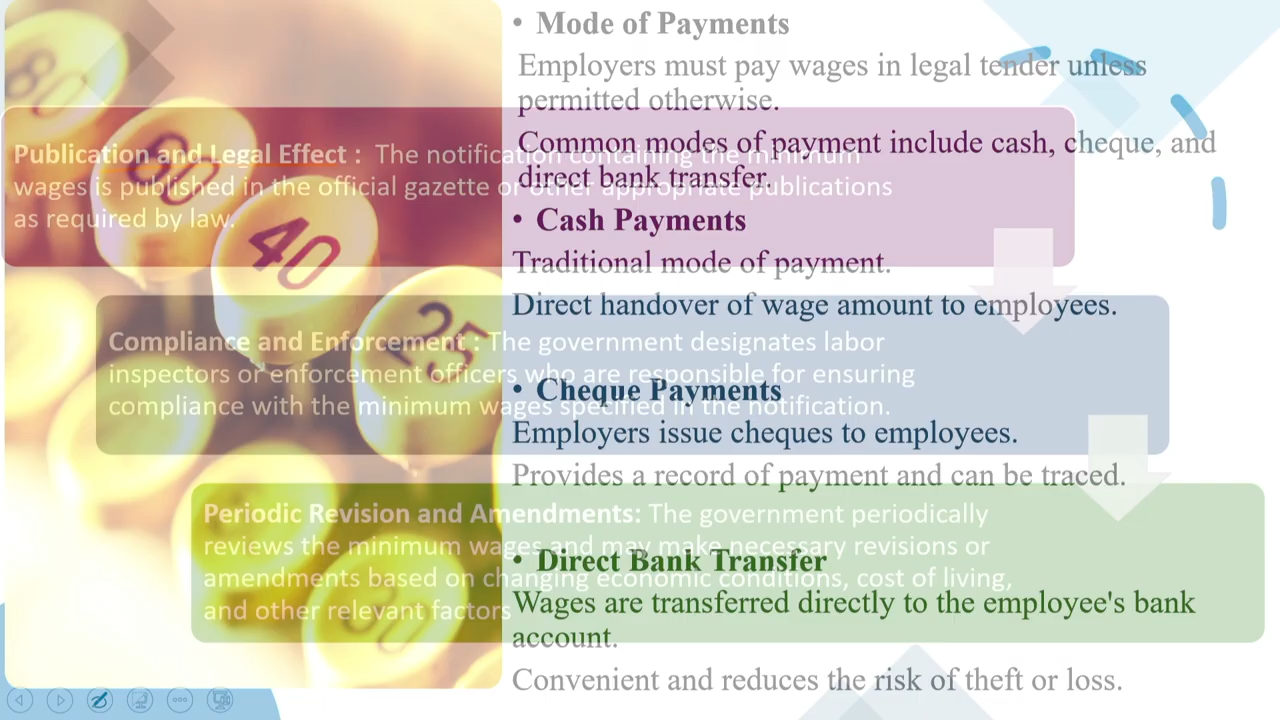 • Mode of Payments
Employers must pay wages in legal tender unless
permitted otherwise.
Common modes of payment include cash, cheque, and
direct bank transfer.
• Cash Payments
Traditional mode of payment.
Direct handover of wage amount to employees.
• Cheque Payments
Employers issue cheques to employees.
Provides a record of payment and can be traced.
• Direct Bank Transfer
Wages are transferred directly to the employee's bank
account.
Convenient and reduces the risk of theft or loss.
Publication and Legal Effect : The notification containing the minimum
wages is published in the official gazette or other appropriate publications
as required by law.
Compliance and Enforcement : The government designates labor
inspectors or enforcement officers who are responsible for ensuring
compliance with the minimum wages specified in the notification.
Periodic Revision and Amendments: The government periodically
reviews the minimum wages and may make necessary revisions or
amendments based on changing economic conditions, cost of living,
and other relevant factors
80
60
40
25
30